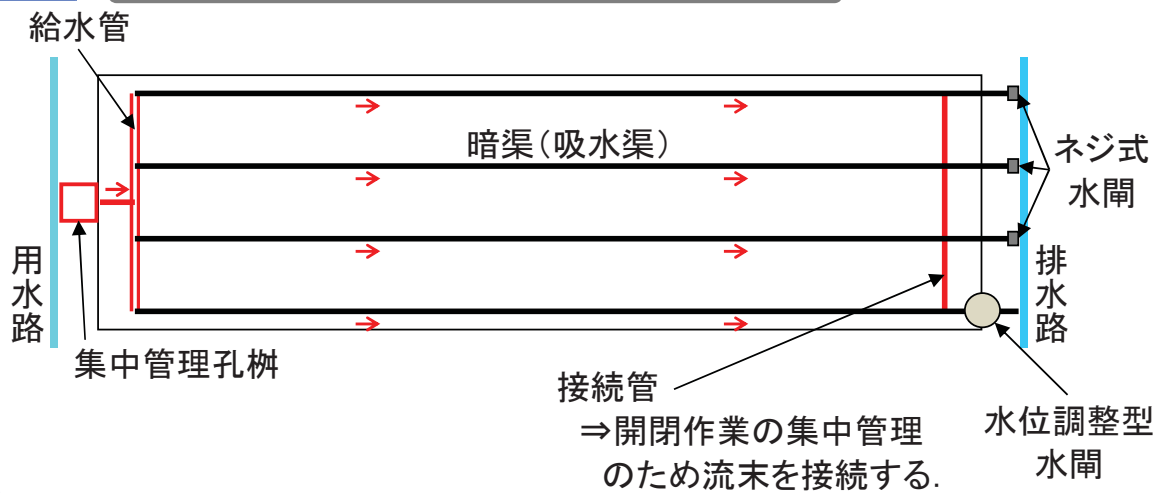 給水管
暗渠（吸水渠）
ネジ式
水閘
用水路
排水路
集中管理孔桝
接続管
⇒開閉作業の集中管理
のため流末を接続する.
水位調整型
水閘